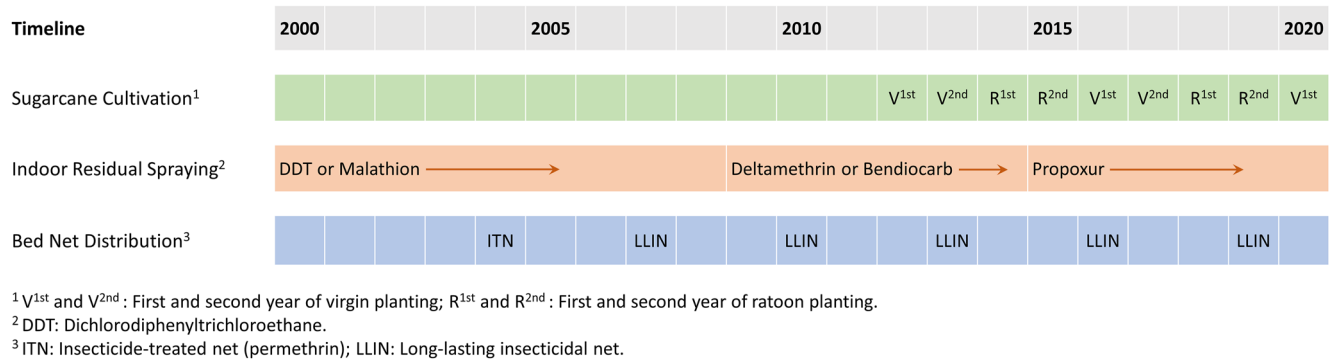 Timeline 2000 2005 2010 2015 2020
Sugarcane Cultivation¹ V1st V2nd R1st R2nd V1st V2nd R1st R2nd V1st
Indoor Residual Spraying² DDT or Malathion Deltamethrin or Bendiocarb Propoxur
Bed Net Distribution³ ITN LLIN LLIN LLIN LLIN LLIN
¹ V1st and V2nd : First and second year of virgin planting; R1st and R2nd : First and second year of ratoon planting.
² DDT: Dichlorodiphenyltrichloroethane.
³ ITN: Insecticide-treated net (permethrin); LLIN: Long-lasting insecticidal net.